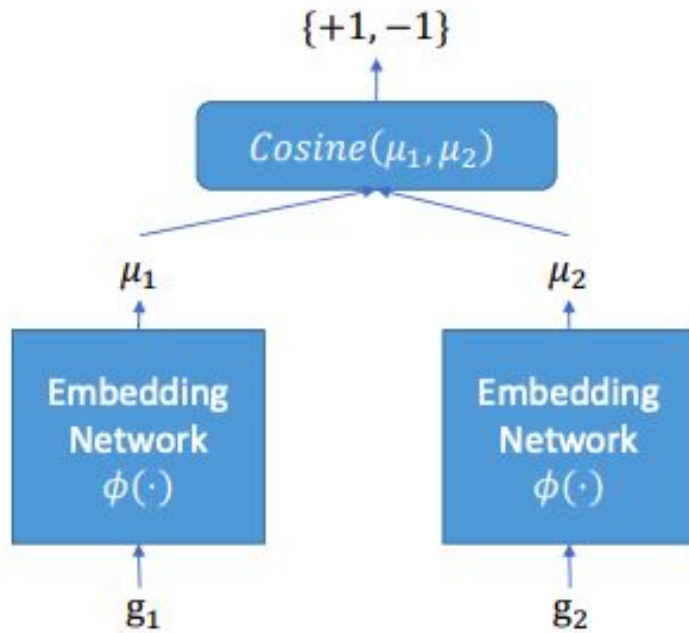 {+1, −1}
Cosine(μ₁, μ₂)
μ₁
μ₂
Embedding
Network
ϕ(·)
Embedding
Network
ϕ(·)
g₁
g₂